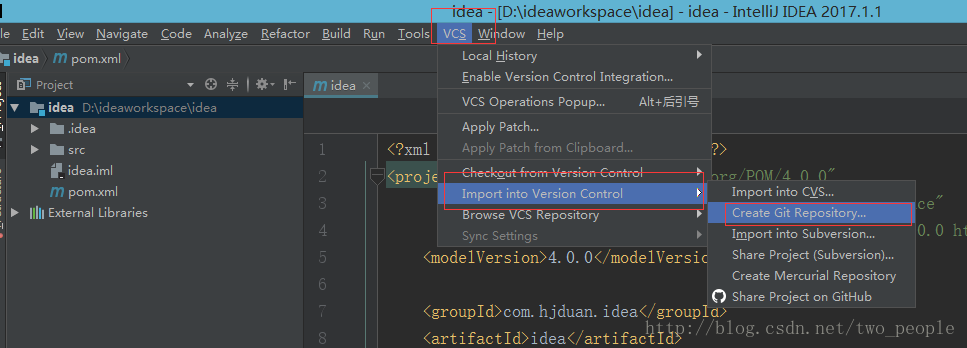 idea - [D:\ideaworkspace\idea] - idea - IntelliJ IDEA 2017.1.1
Edit View Navigate Code Analyze Refactor Build Run Tools VCS Window Help
idea pom.xml
Project
idea
idea D:\ideaworkspace\idea
.idea
src
idea.iml
pom.xml
External Libraries
Local History
Enable Version Control Integration...
VCS Operations Popup... Alt+后引号
Apply Patch...
Apply Patch from Clipboard...
Checkout from Version Control
Import into Version Control
Browse VCS Repository
Sync Settings
Import into CVS...
Create Git Repository...
Import into Subversion...
Share Project (Subversion)...
Create Mercurial Repository
Share Project on GitHub
1 <?xml ?>
2 <proje org/POM/4.0.0"
3 ce"
4 0.0 ht
5 <modelVersion>4.0.0</modelVersi
6
7 <groupId>com.hjduan.idea</groupId>
8 <artifactId>idea</artifactId>
http://blog.csdn.net/two_people